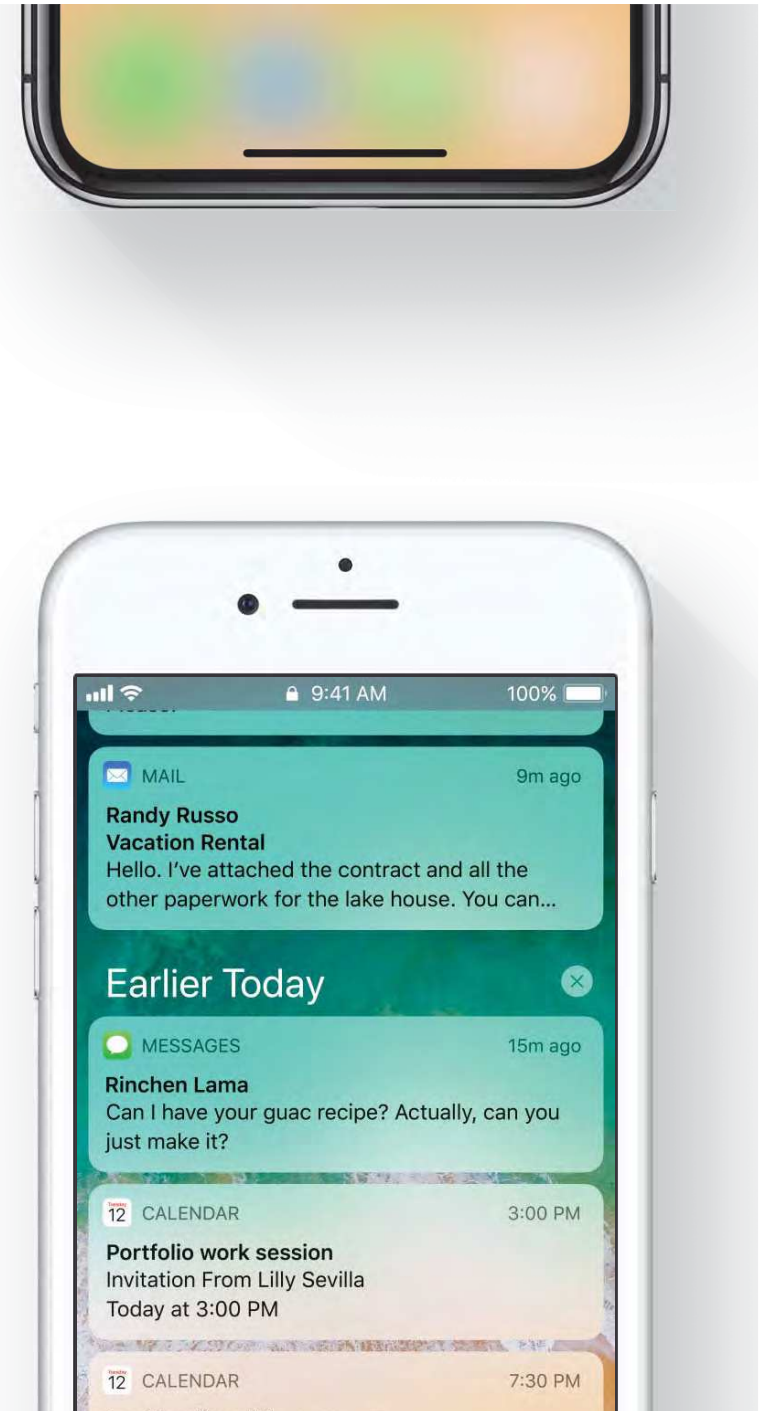 9:41 AM
100%
MAIL
9m ago
Randy Russo
Vacation Rental
Hello. I've attached the contract and all the
other paperwork for the lake house. You can...
Earlier Today
MESSAGES
15m ago
Rinchen Lama
Can I have your guac recipe? Actually, can you
just make it?
Tuesday
12
CALENDAR
3:00 PM
Portfolio work session
Invitation From Lilly Sevilla
Today at 3:00 PM
Tuesday
12
CALENDAR
7:30 PM